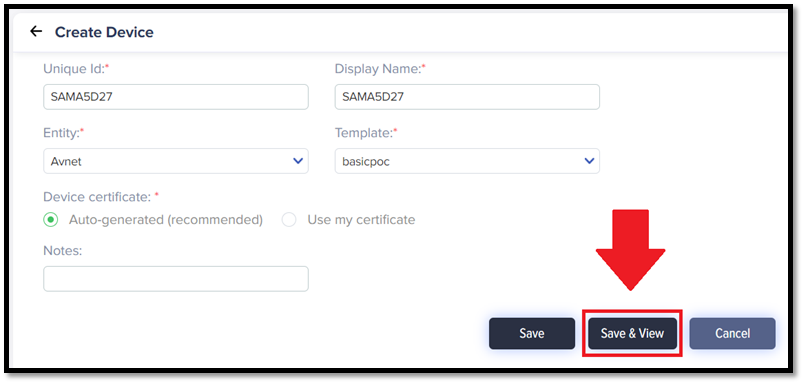 Create Device
Unique Id:* Display Name:*
SAMA5D27 SAMA5D27
Entity:* Template:*
Avnet basicpoc
Device certificate: *
Auto-generated (recommended) Use my certificate
Notes:
Save Save & View Cancel